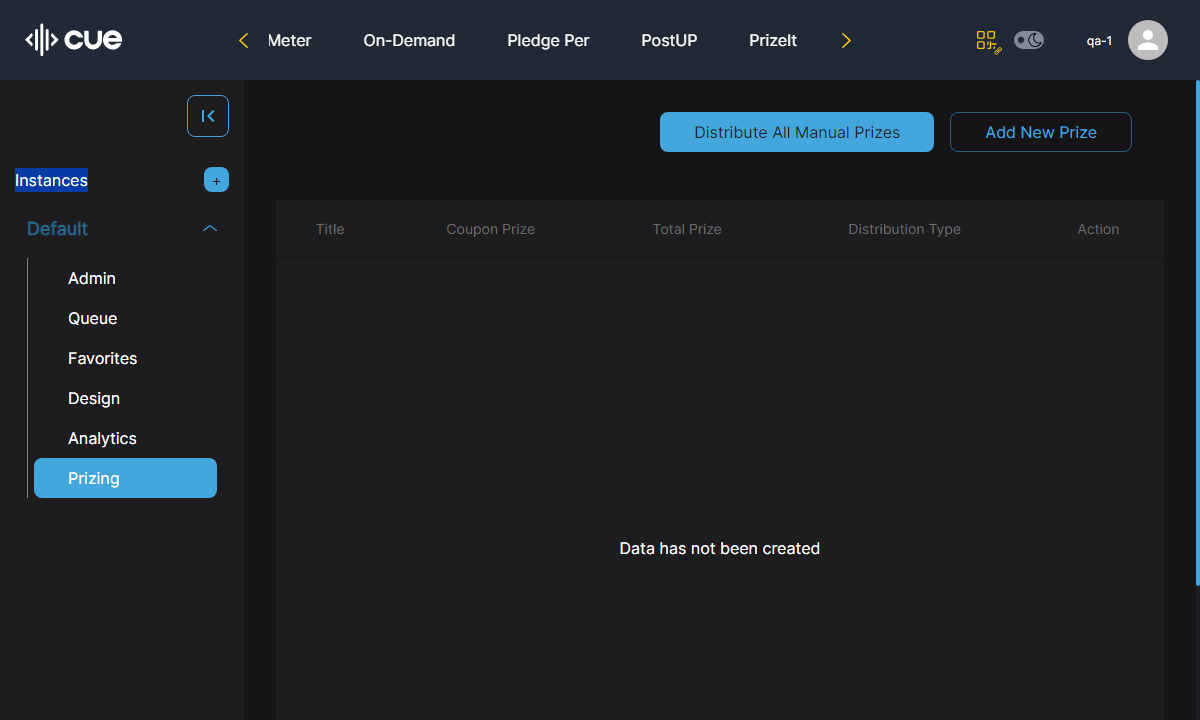 cue
Meter On-Demand Pledge Per PostUP PrizeIt
qa-1
Distribute All Manual Prizes Add New Prize
Instances +
Default
Admin
Queue
Favorites
Design
Analytics
Prizing
Title Coupon Prize Total Prize Distribution Type Action
Data has not been created